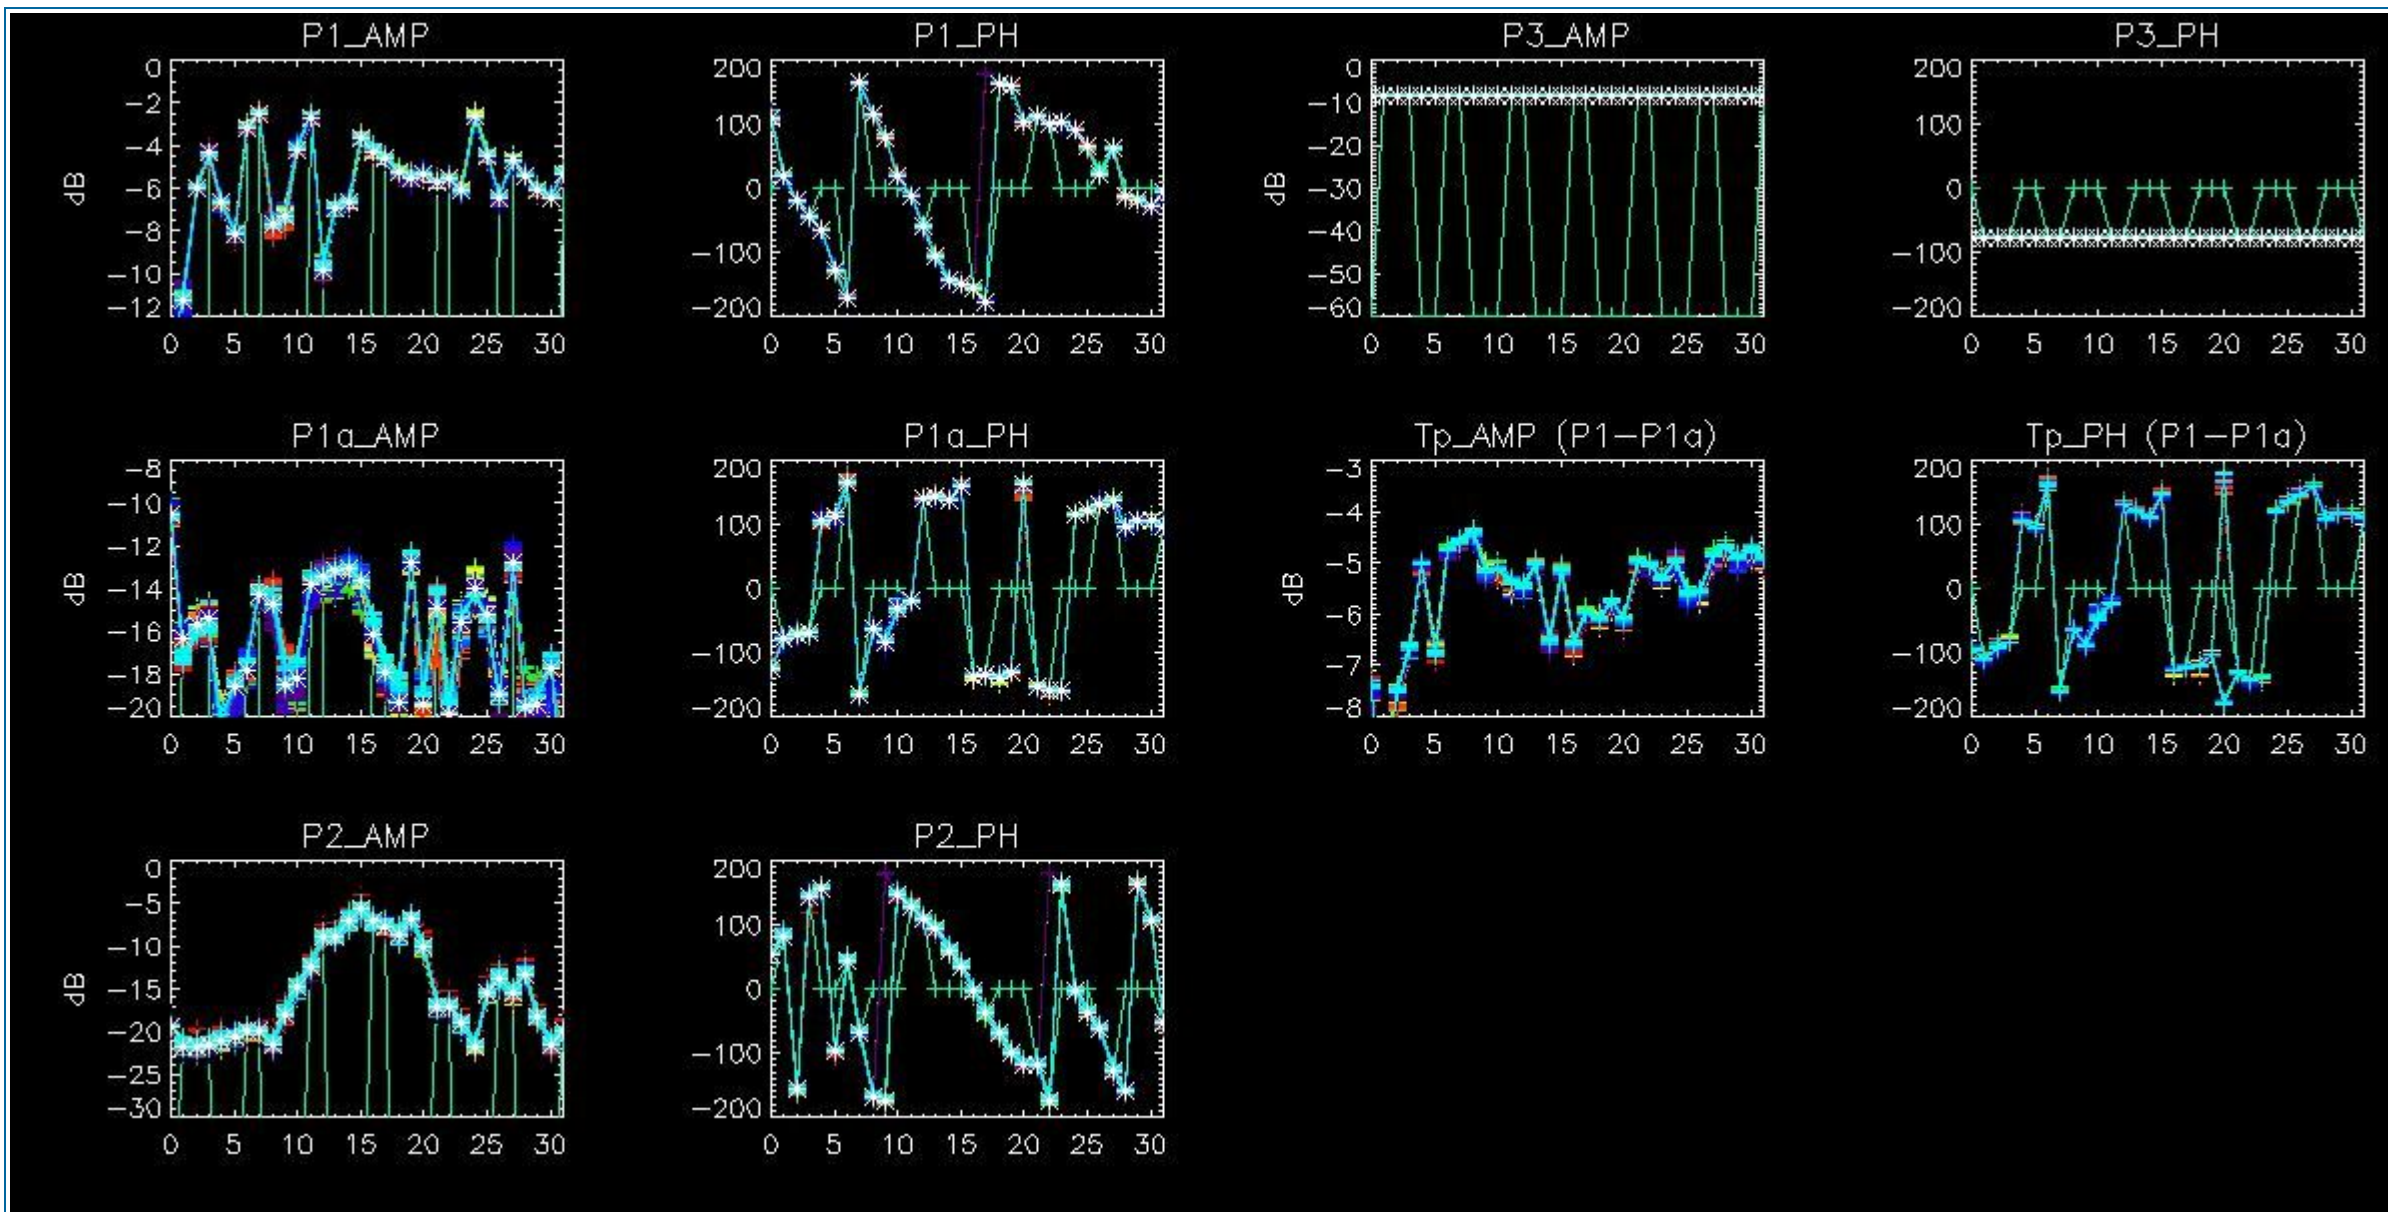 P1_AMP P1_PH P3_AMP P3_PH
0 200 0 200
-2
-4 100 -10 100
-6 dB 0 -20 0
-8 dB -30
-10 -100 -40 -100
-12 -200 -50 -200
-60
0 5 10 15 20 25 30 0 5 10 15 20 25 30 0 5 10 15 20 25 30 0 5 10 15 20 25 30
P1a_AMP P1a_PH Tp_AMP (P1-P1a) Tp_PH (P1-P1a)
-8 200 -3 200
-10 100 -4 100
-12
-14 dB 0 -5 dB 0
-16 -6
-18 -100 -7 -100
-20 -200 -8 -200
0 5 10 15 20 25 30 0 5 10 15 20 25 30 0 5 10 15 20 25 30 0 5 10 15 20 25 30
P2_AMP P2_PH
0 200
-5 100
-10
-15 dB 0
-20
-25 -100
-30 -200
0 5 10 15 20 25 30 0 5 10 15 20 25 30